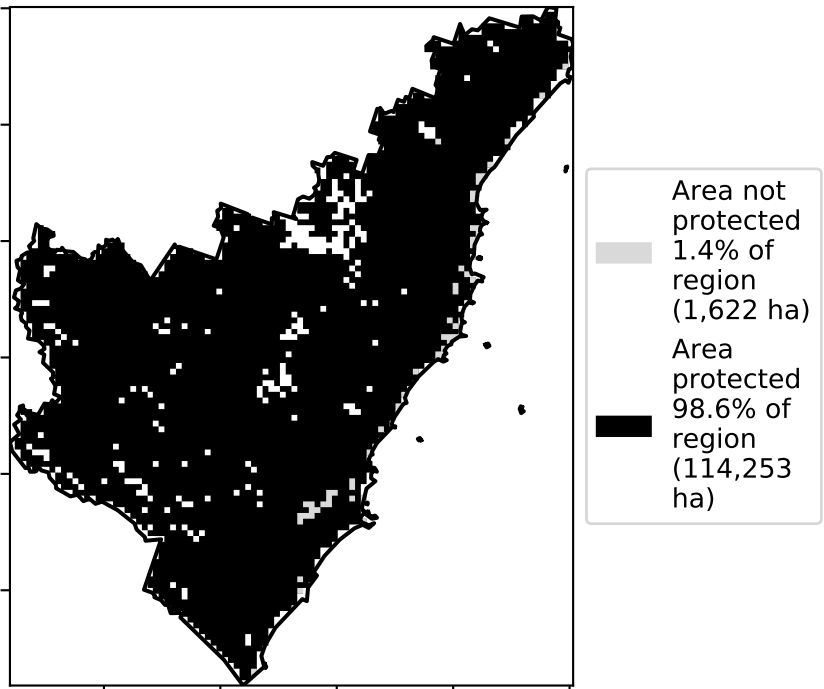 Area not
protected
1.4% of
region
(1,622 ha)
Area
protected
98.6% of
region
(114,253
ha)